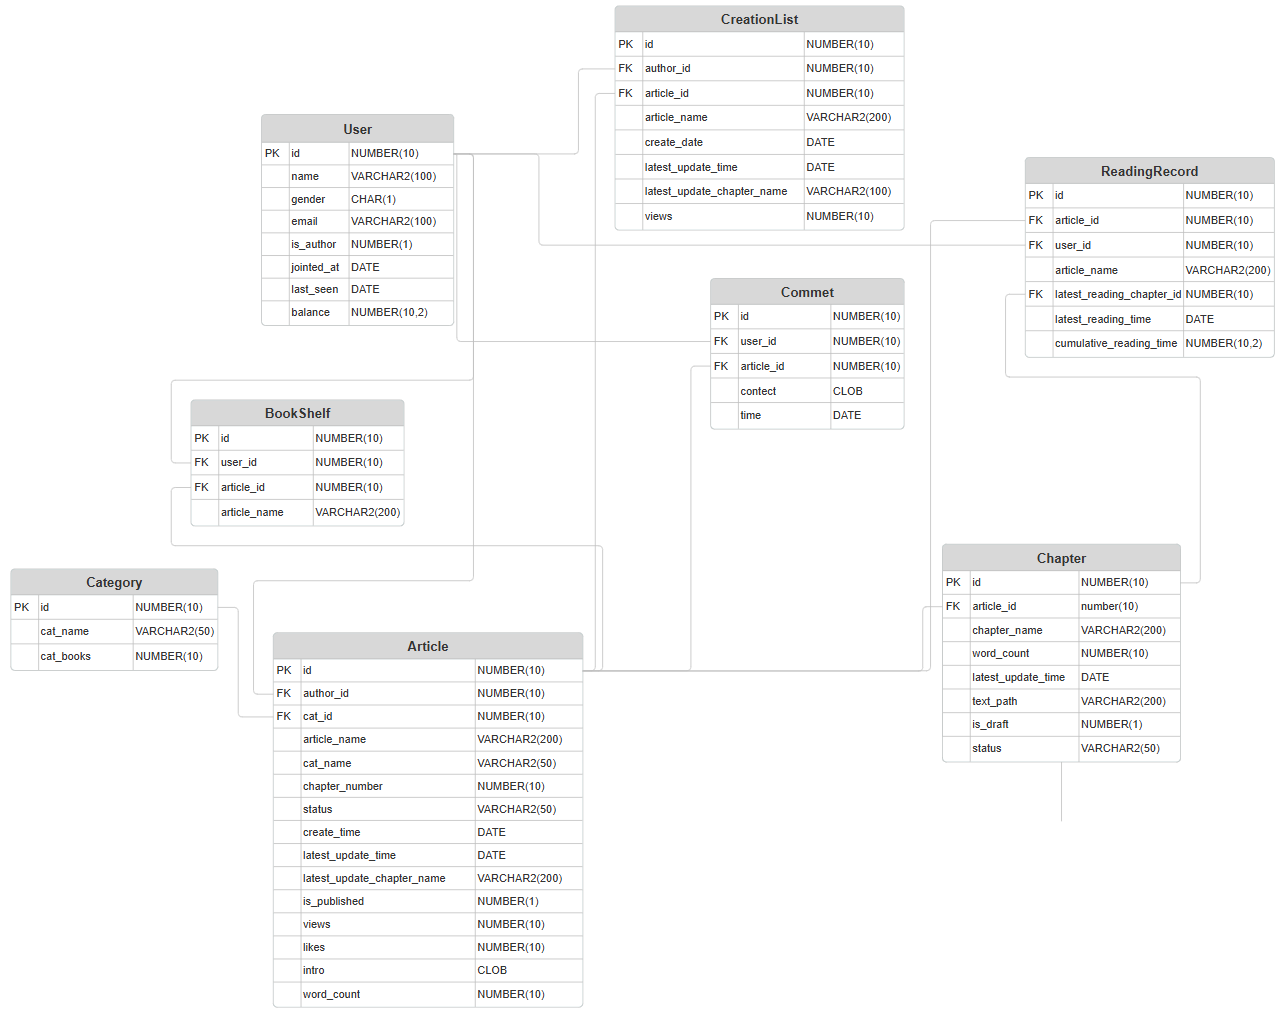 CreationList
PK id NUMBER(10)
FK author_id NUMBER(10)
FK article_id NUMBER(10)
article_name VARCHAR2(200)
create_date DATE
latest_update_time DATE
latest_update_chapter_name VARCHAR2(100)
views NUMBER(10)
User
PK id NUMBER(10)
name VARCHAR2(100)
gender CHAR(1)
email VARCHAR2(100)
is_author NUMBER(1)
jointed_at DATE
last_seen DATE
balance NUMBER(10,2)
ReadingRecord
PK id NUMBER(10)
FK article_id NUMBER(10)
FK user_id NUMBER(10)
article_name VARCHAR2(200)
FK latest_reading_chapter_id NUMBER(10)
latest_reading_time DATE
cumulative_reading_time NUMBER(10,2)
Commet
PK id NUMBER(10)
FK user_id NUMBER(10)
FK article_id NUMBER(10)
contect CLOB
time DATE
BookShelf
PK id NUMBER(10)
FK user_id NUMBER(10)
FK article_id NUMBER(10)
article_name VARCHAR2(200)
Category
PK id NUMBER(10)
cat_name VARCHAR2(50)
cat_books NUMBER(10)
Chapter
PK id NUMBER(10)
FK article_id number(10)
chapter_name VARCHAR2(200)
word_count NUMBER(10)
latest_update_time DATE
text_path VARCHAR2(200)
is_draft NUMBER(1)
status VARCHAR2(50)
Article
PK id NUMBER(10)
FK author_id NUMBER(10)
FK cat_id NUMBER(10)
article_name VARCHAR2(200)
cat_name VARCHAR2(50)
chapter_number NUMBER(10)
status VARCHAR2(50)
create_time DATE
latest_update_time DATE
latest_update_chapter_name VARCHAR2(200)
is_published NUMBER(1)
views NUMBER(10)
likes NUMBER(10)
intro CLOB
word_count NUMBER(10)